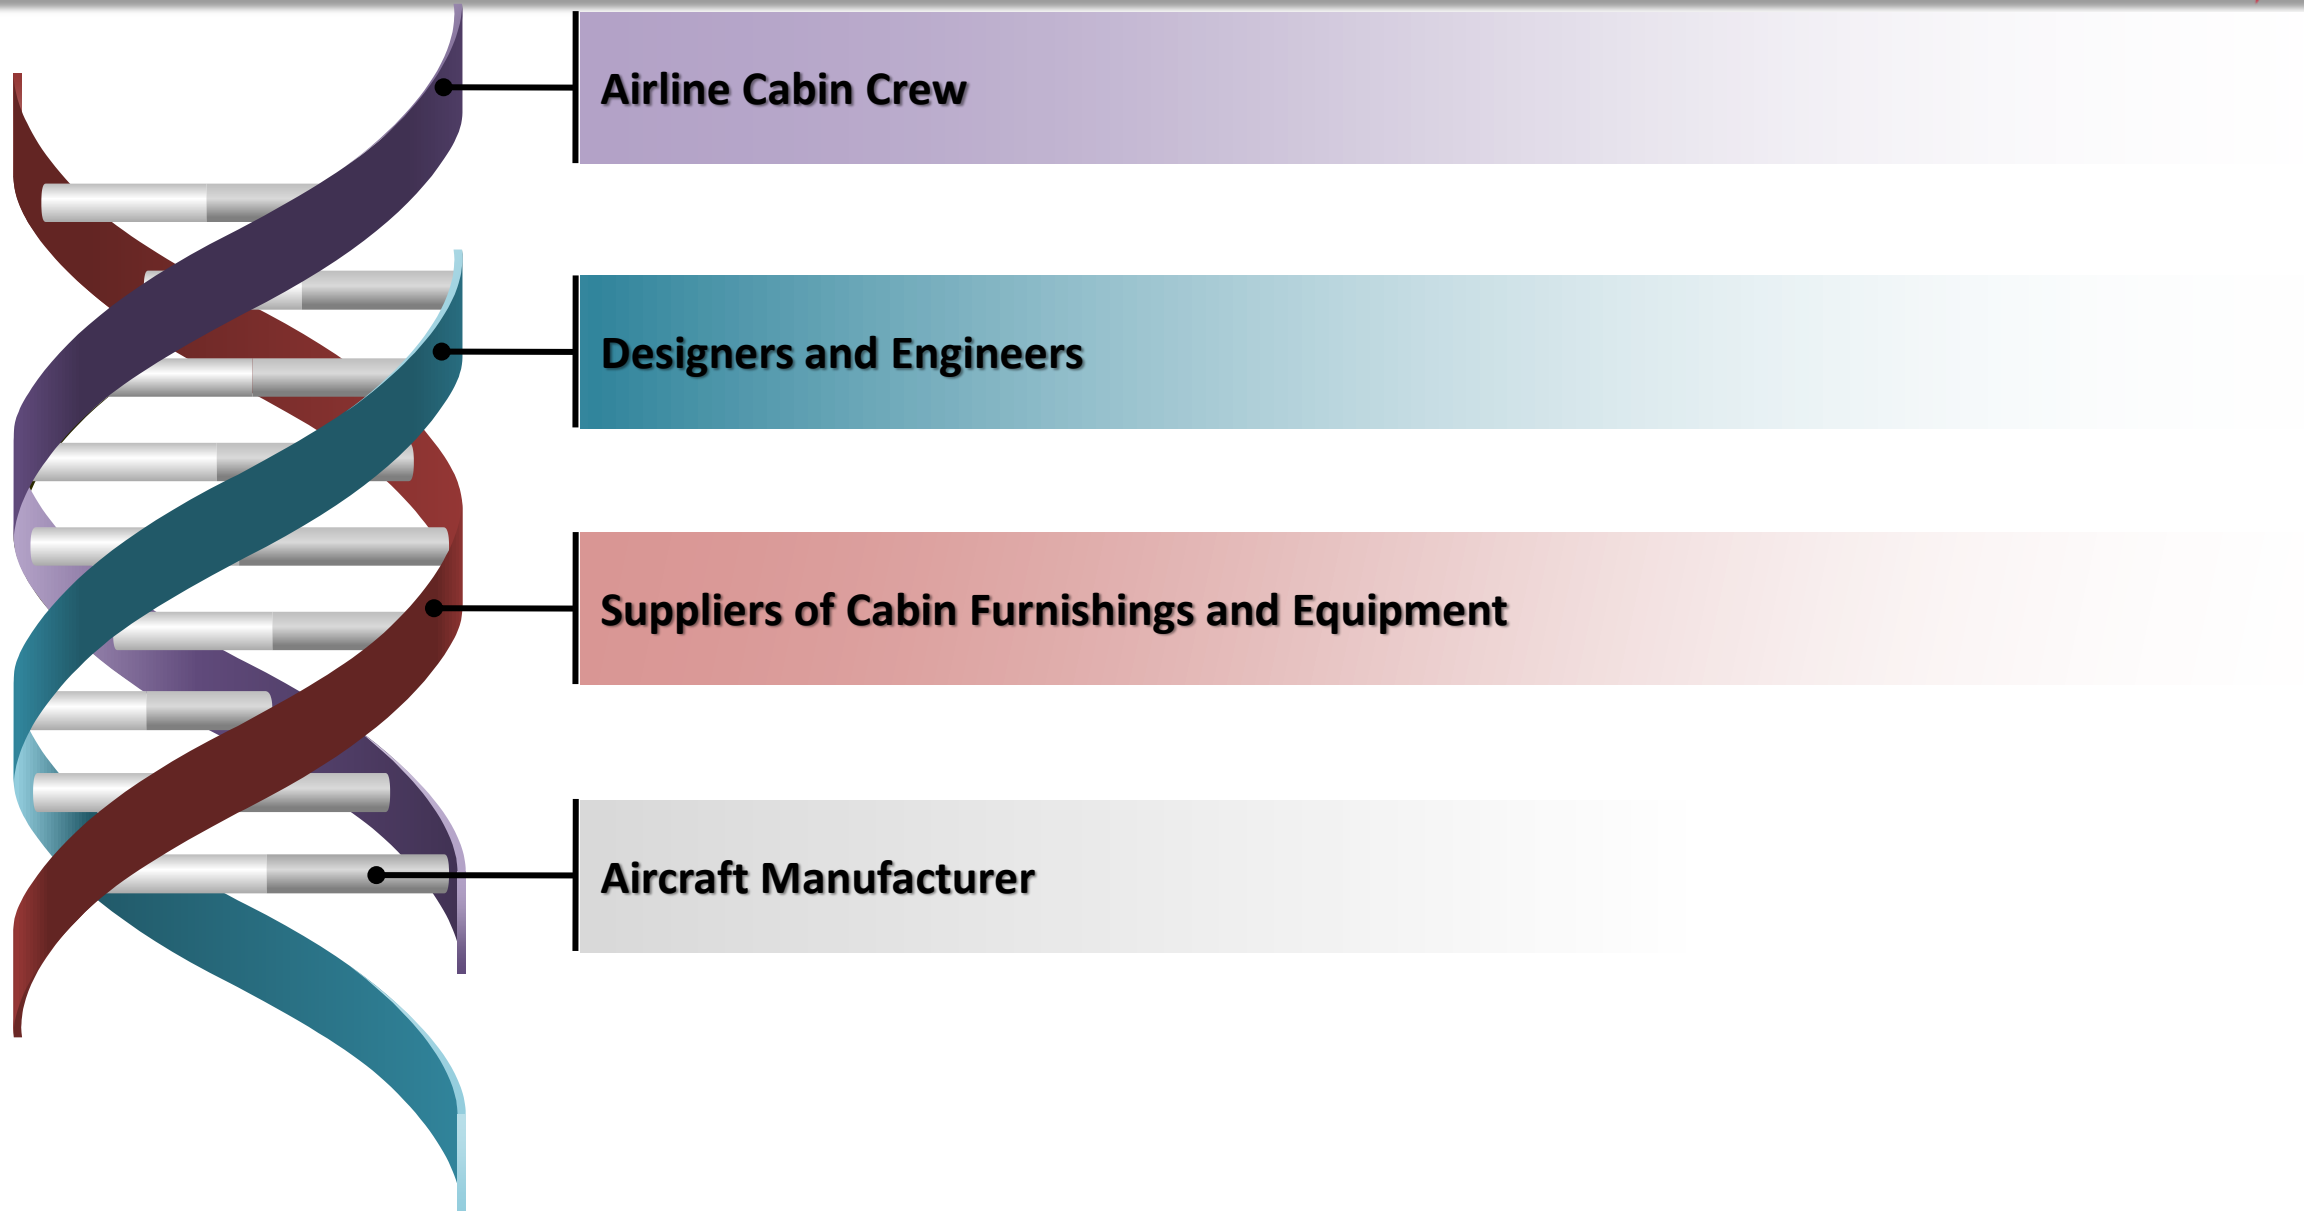 Airline Cabin Crew
Designers and Engineers
Suppliers of Cabin Furnishings and Equipment
Aircraft Manufacturer